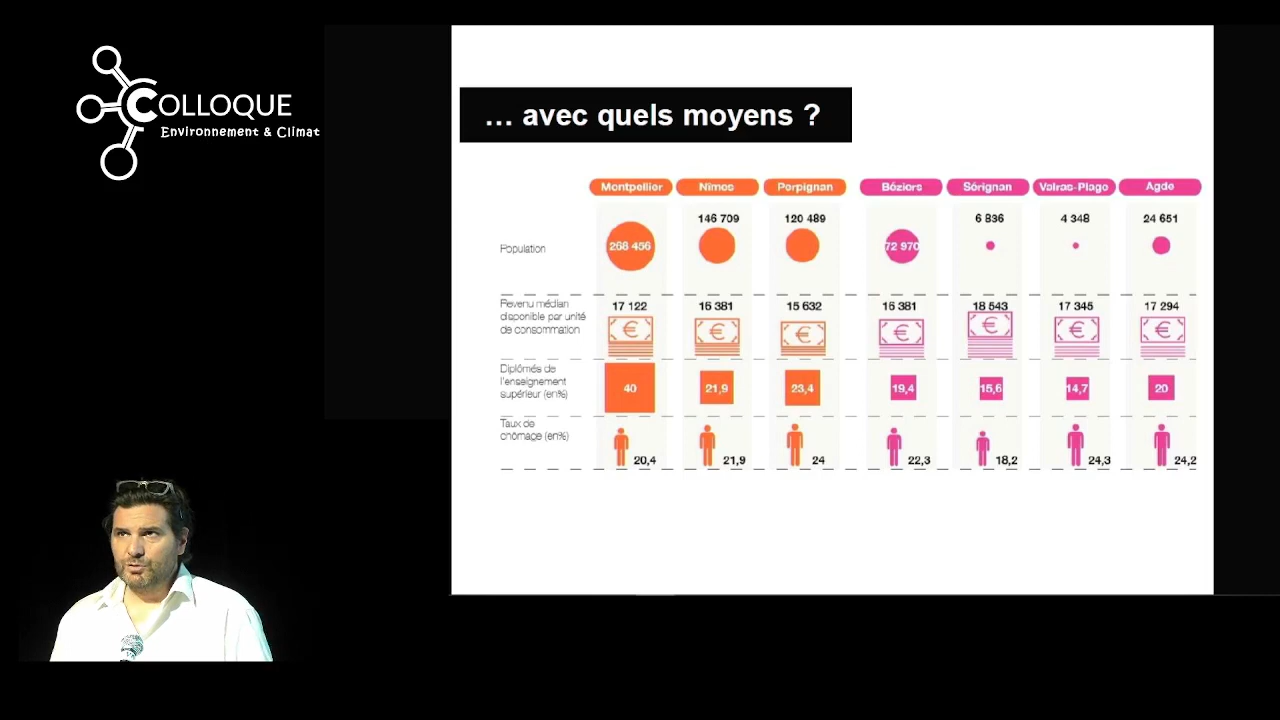 COLLOQUE
Environnement & Climat
… avec quels moyens ?
Montpellier Nîmes Perpignan Béziers Sérignan Valras-Plage Agde
Population 268 456 146 709 120 489 72 970 6 836 4 348 24 651
Revenu médian
disponible par unité
de consommation
17 122 16 381 15 632 16 381 18 543 17 345 17 294
Diplômés de
l'enseignement
supérieur (en%)
40 21,9 23,4 19,4 15,6 14,7 20
Taux de
chômage (en%)
20,4 21,9 24 22,3 18,2 24,3 24,2